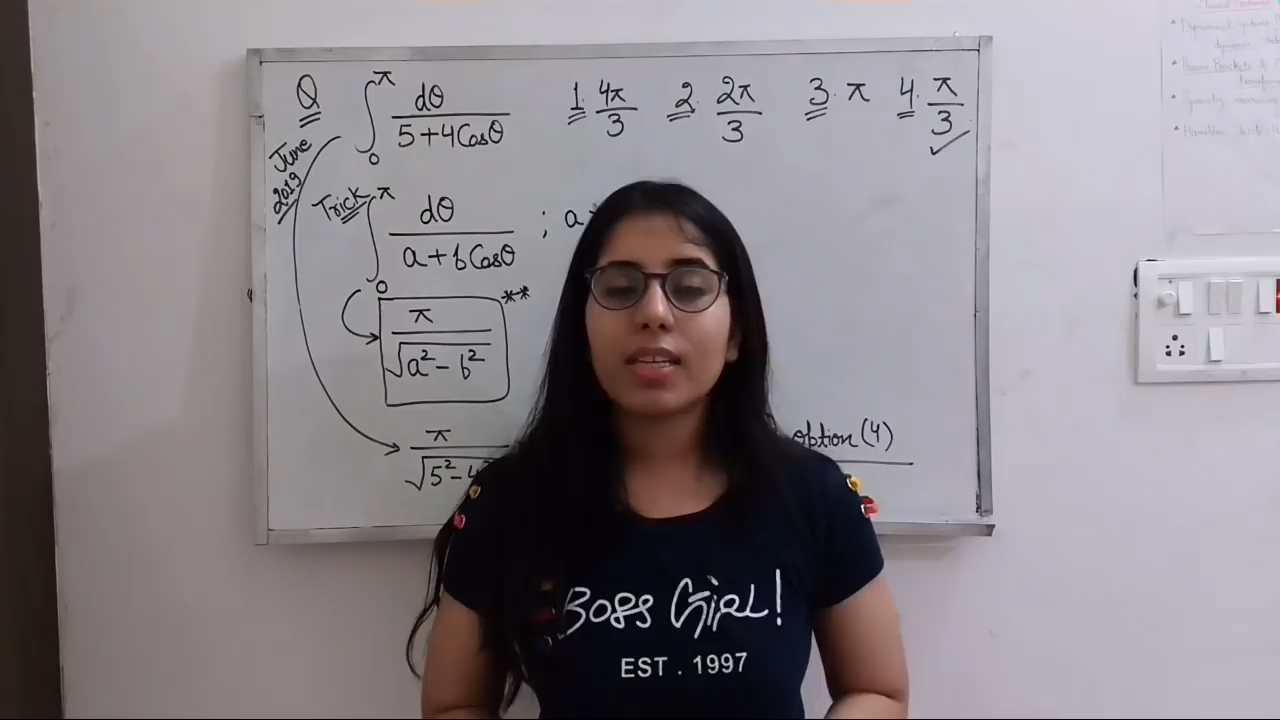 Q ∫₀^π dθ/(5+4Cosθ) 1. 4π/3 2. 2π/3 3. π 4. π/3 ✓
June 2019
Trick ∫₀^π dθ/(a+bCosθ) ; a
π/√(a²-b²) **
π/√(5²-4²
option (4)
Boss Girl!
EST . 1997